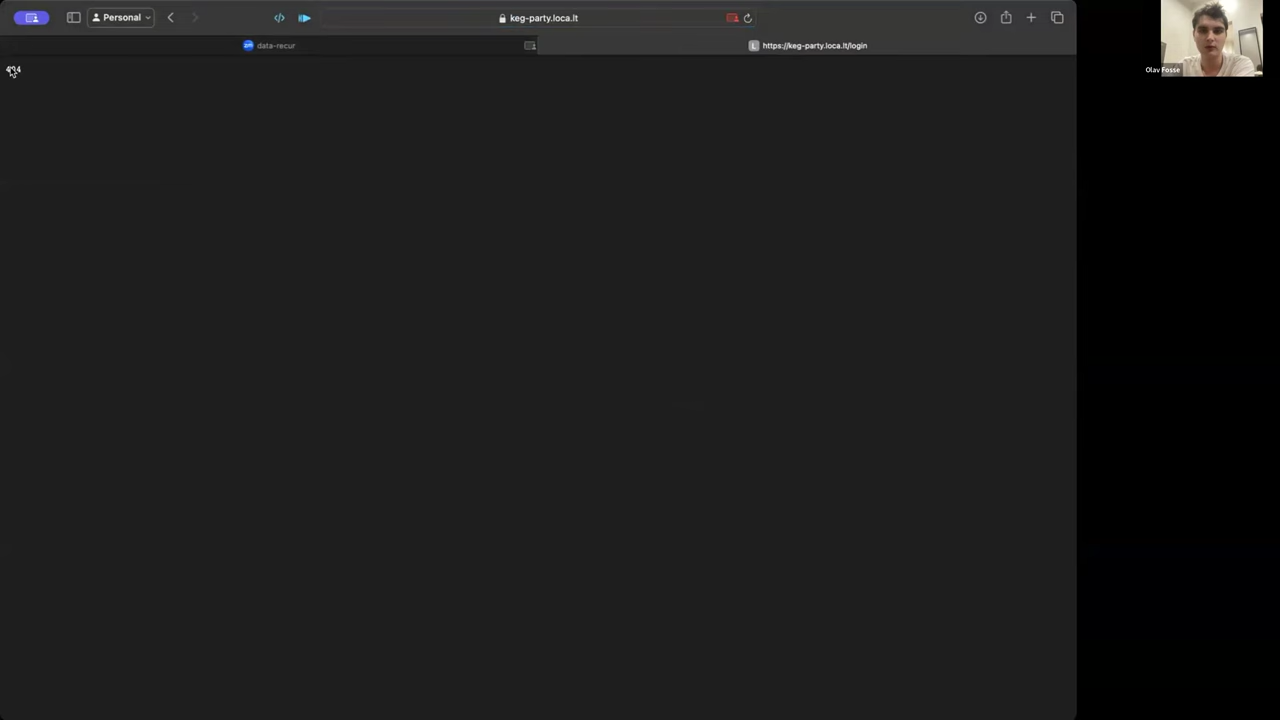 Personal
keg-party.loca.lt
data-recur
L https://keg-party.loca.lt/login
404
Olav Fosse